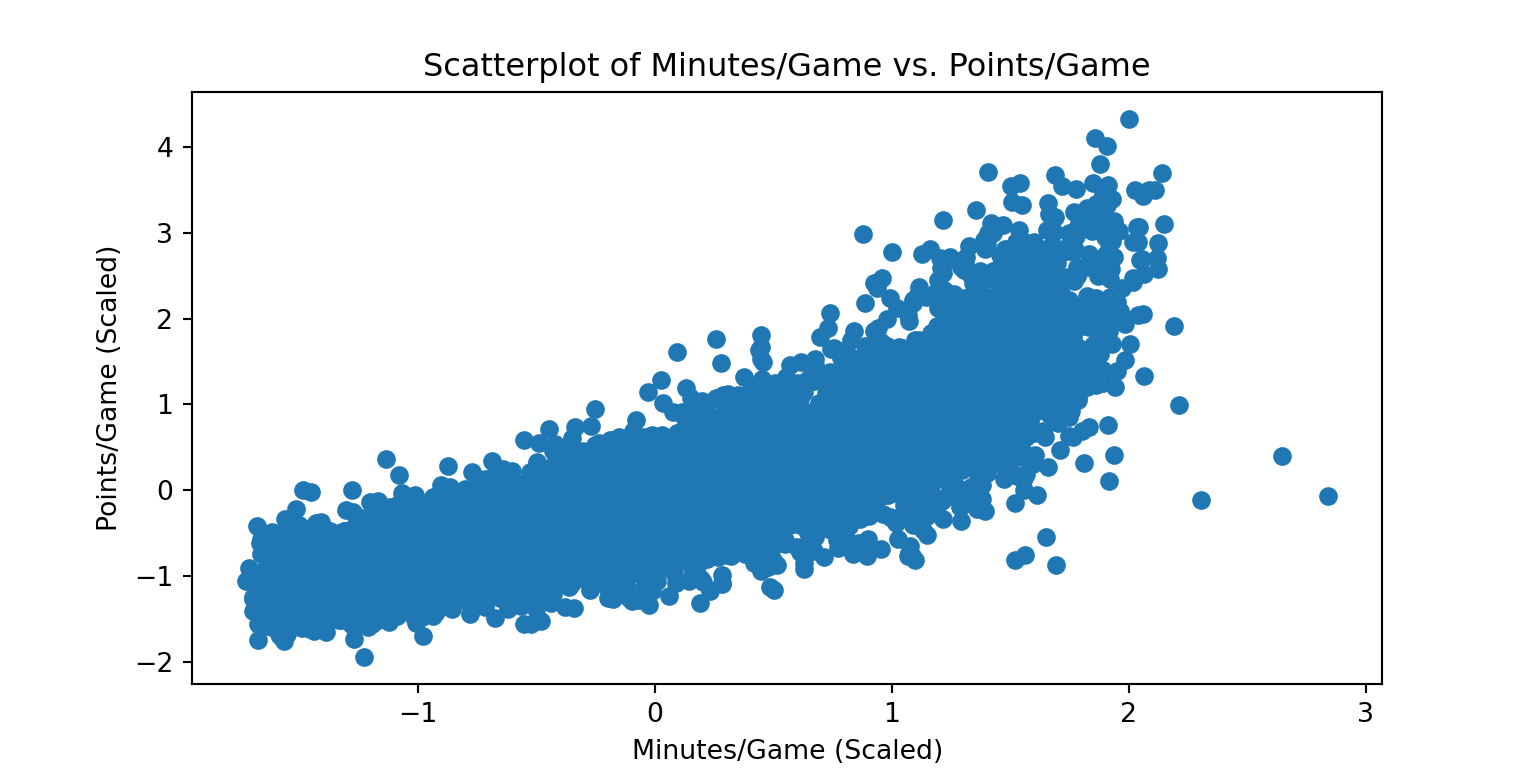 Scatterplot of Minutes/Game vs. Points/Game
4
3
2
1
0
−1
−2
Points/Game (Scaled)
−1 0 1 2 3
Minutes/Game (Scaled)